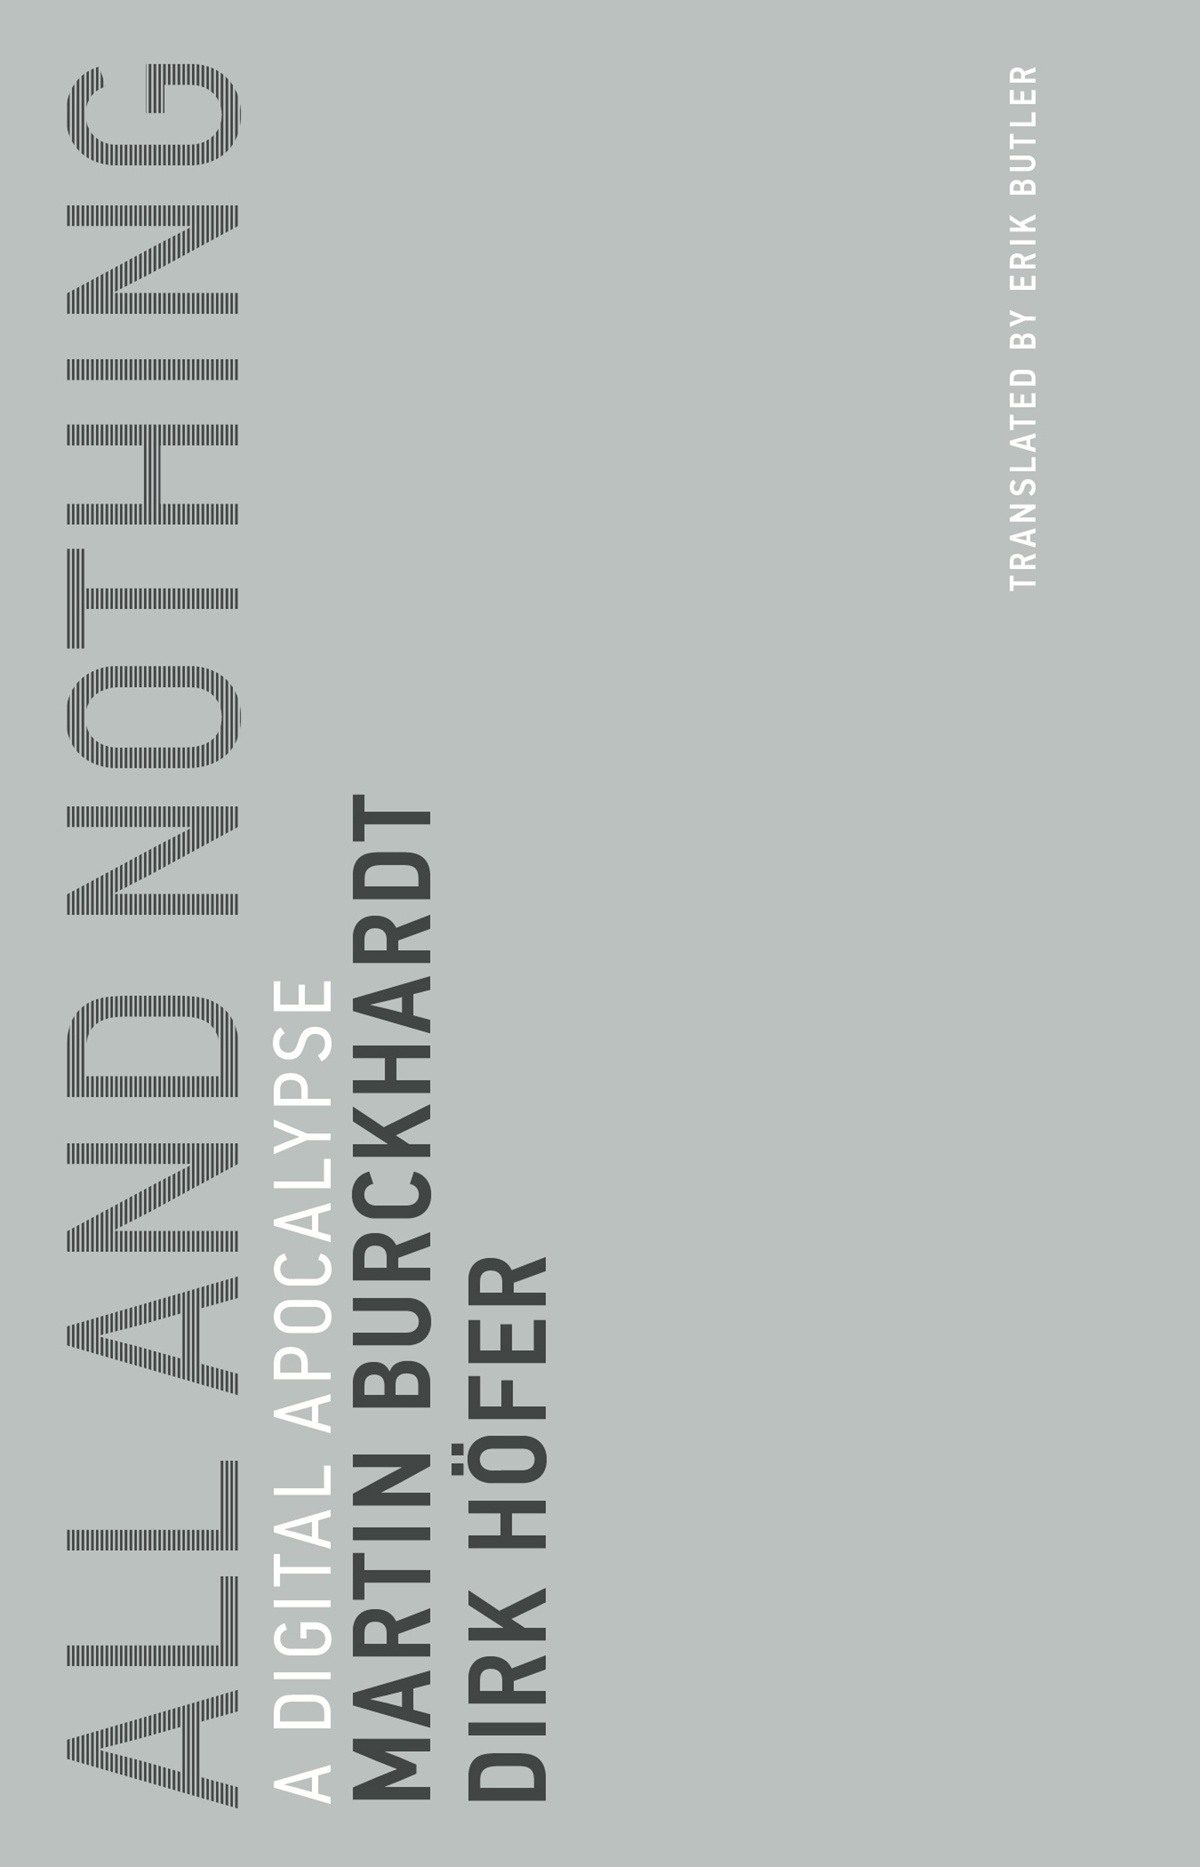 ALL AND NOTHING
A DIGITAL APOCALYPSE
MARTIN BURCKHARDT
DIRK HÖFER
TRANSLATED BY ERIK BUTLER